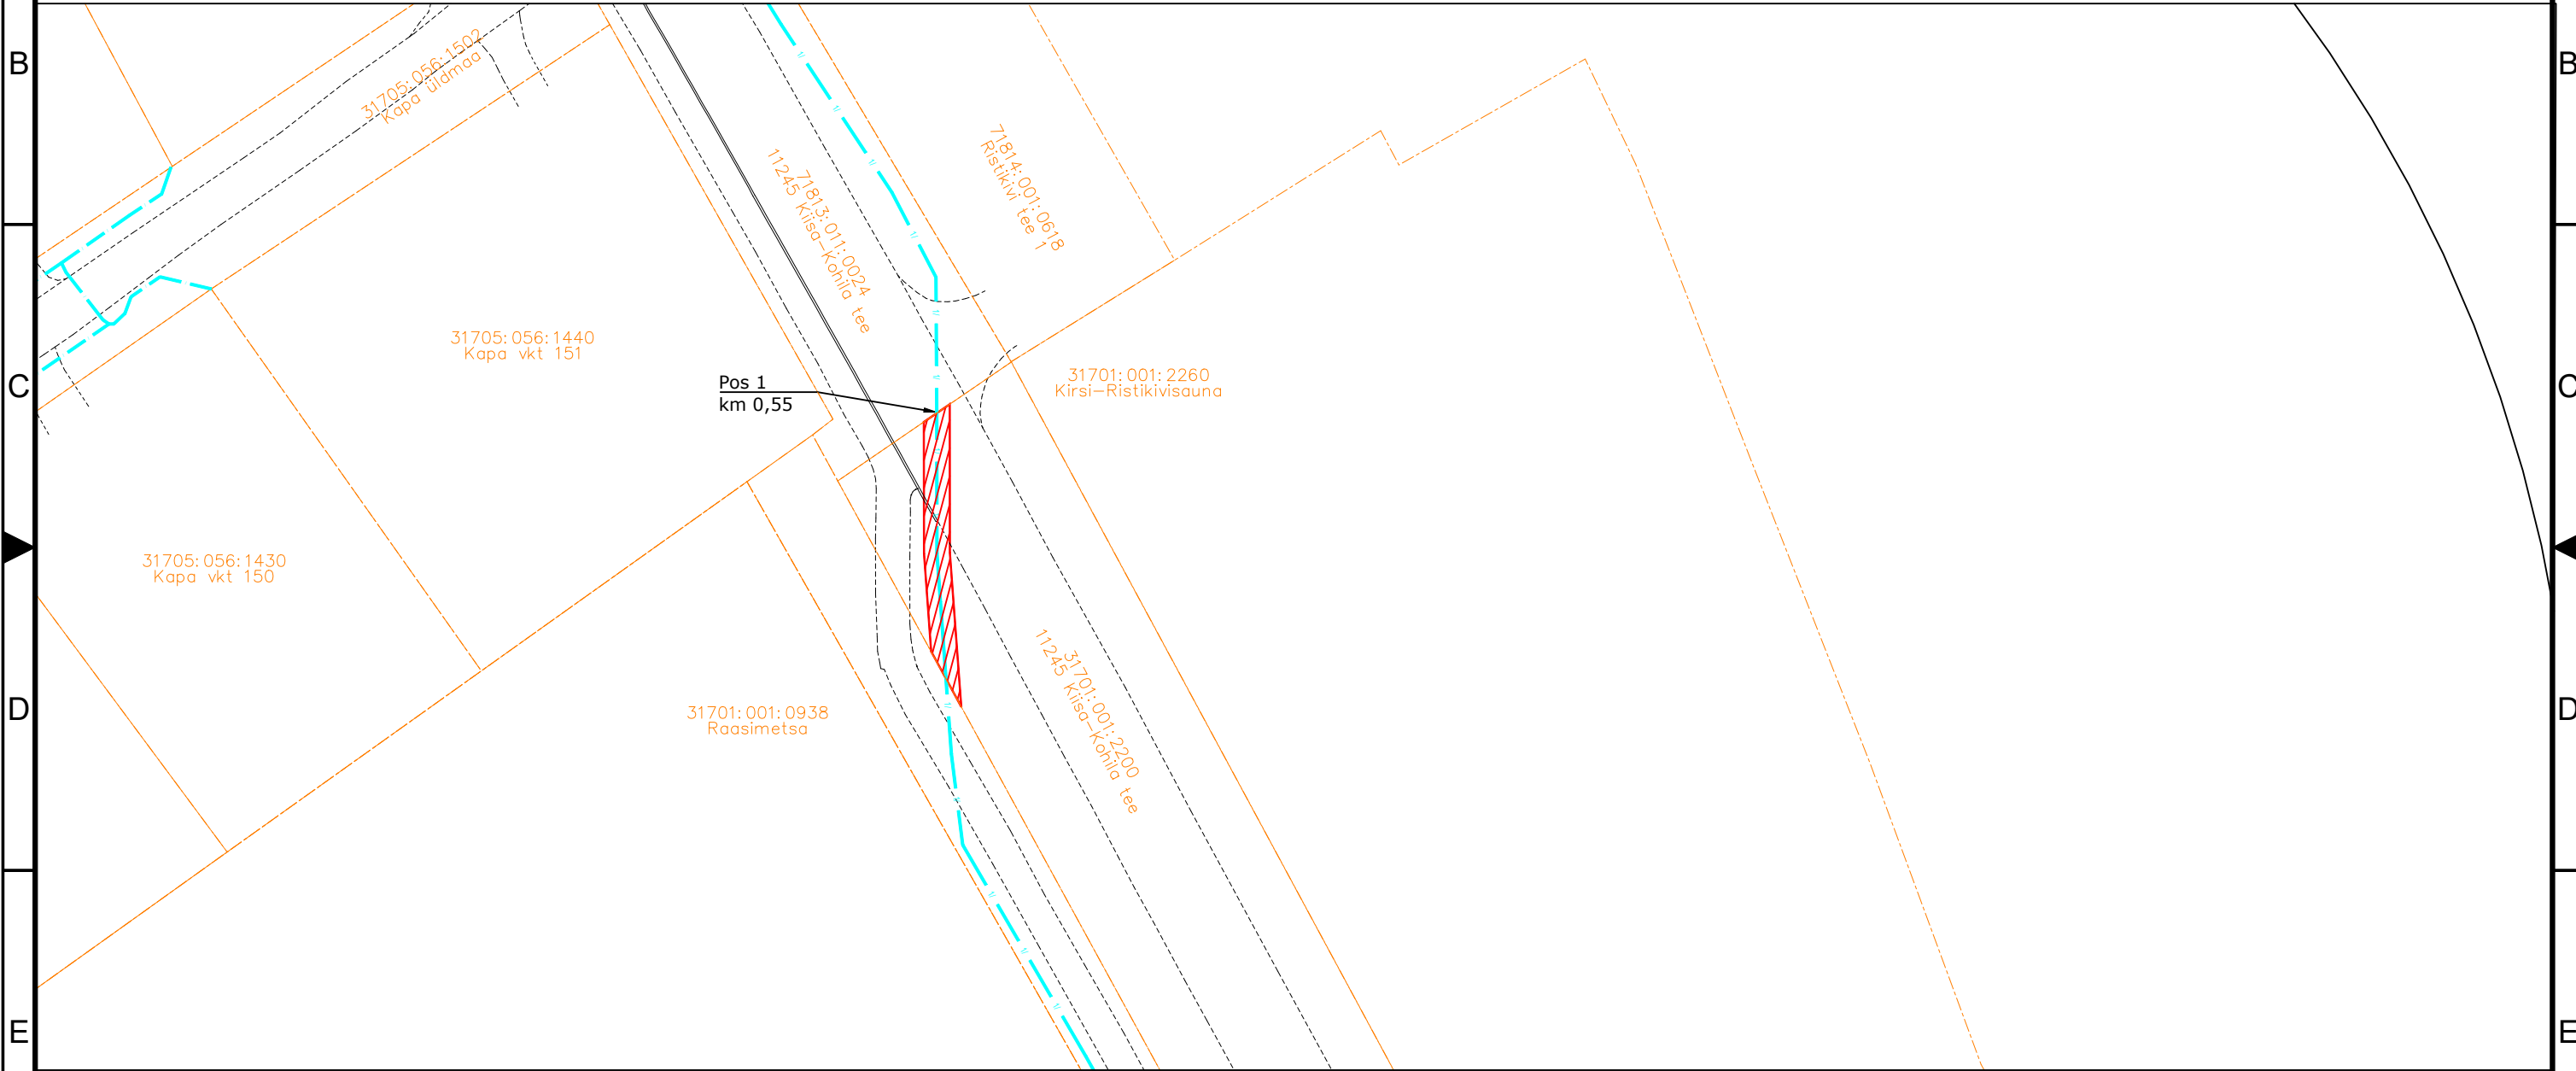 B
B
31705:056:1502
Kapa üldmaa
71814:001:0618
Ristikivi tee 1
71813:011:0024
11245 Kiisa-Kohila tee
31705:056:1440
Kapa vkt 151
C
C
Pos 1
km 0,55
31701:001:2260
Kirsi-Ristikivisauna
31705:056:1430
Kapa vkt 150
31701:001:2200
11245 Kiisa-Kohila tee
D
D
31701:001:0938
Raasimetsa
E
E